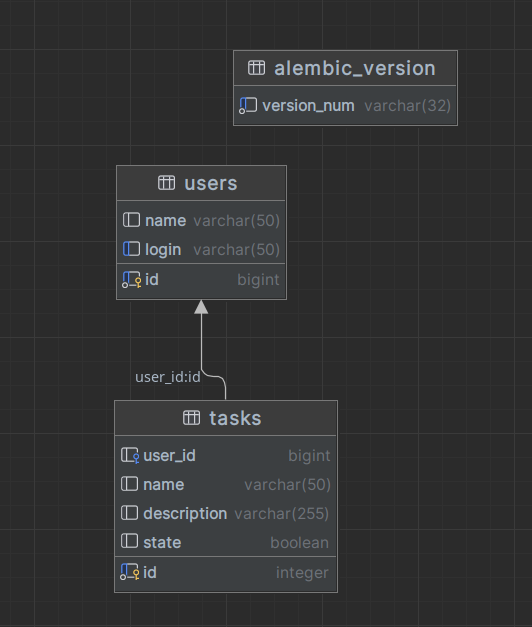 alembic_version
version_num varchar(32)
users
name varchar(50)
login varchar(50)
id bigint
user_id:id
tasks
user_id bigint
name varchar(50)
description varchar(255)
state boolean
id integer